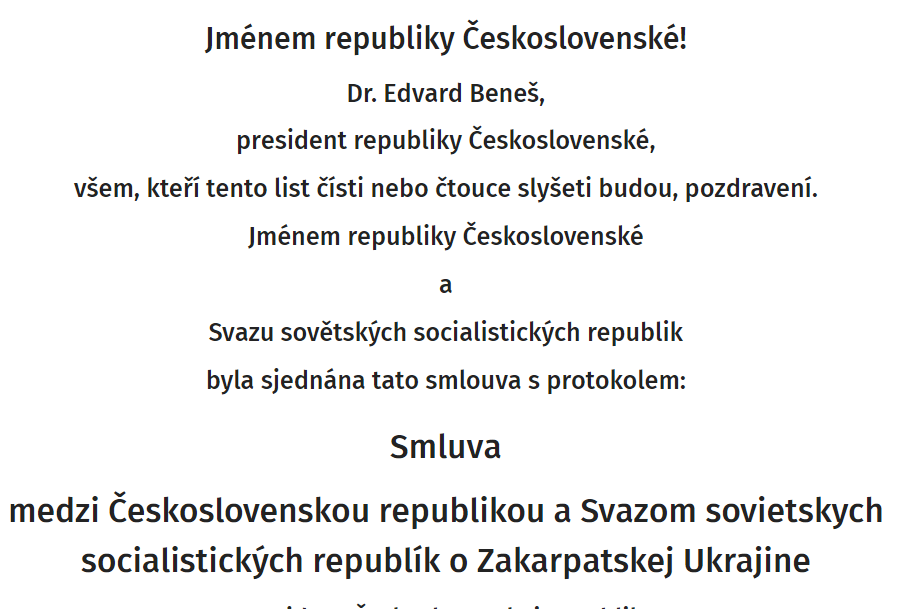 Jménem republiky Československé!
Dr. Edvard Beneš,
president republiky Československé,
všem, kteří tento list čísti nebo čtouce slyšeti budou, pozdravení.
Jménem republiky Československé
a
Svazu sovětských socialistických republik
byla sjednána tato smlouva s protokolem:
Smluva
medzi Československou republikou a Svazom sovietskych
socialistických republík o Zakarpatskej Ukrajine